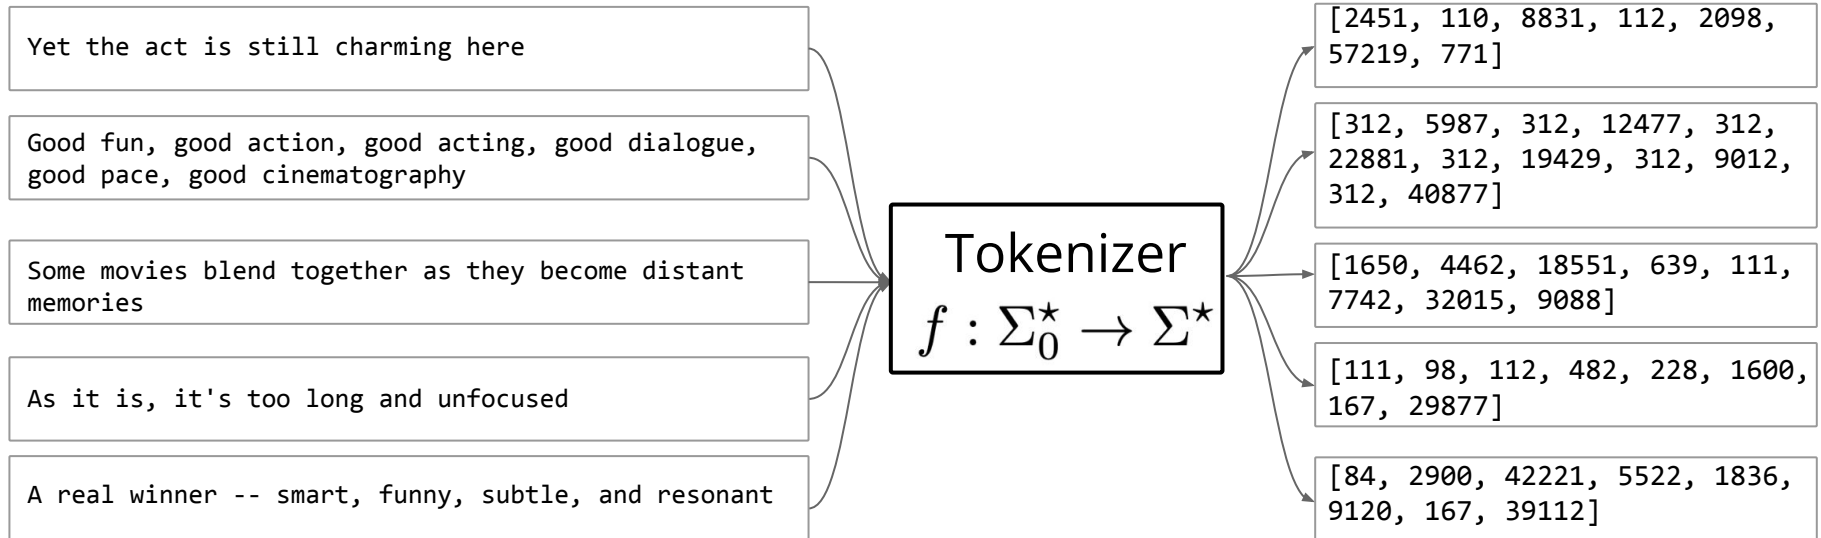 Yet the act is still charming here
Good fun, good action, good acting, good dialogue,
good pace, good cinematography
Some movies blend together as they become distant
memories
As it is, it's too long and unfocused
A real winner -- smart, funny, subtle, and resonant
Tokenizer
f : Σ₀* → Σ*
[2451, 110, 8831, 112, 2098,
57219, 771]
[312, 5987, 312, 12477, 312,
22881, 312, 19429, 312, 9012,
312, 40877]
[1650, 4462, 18551, 639, 111,
7742, 32015, 9088]
[111, 98, 112, 482, 228, 1600,
167, 29877]
[84, 2900, 42221, 5522, 1836,
9120, 167, 39112]